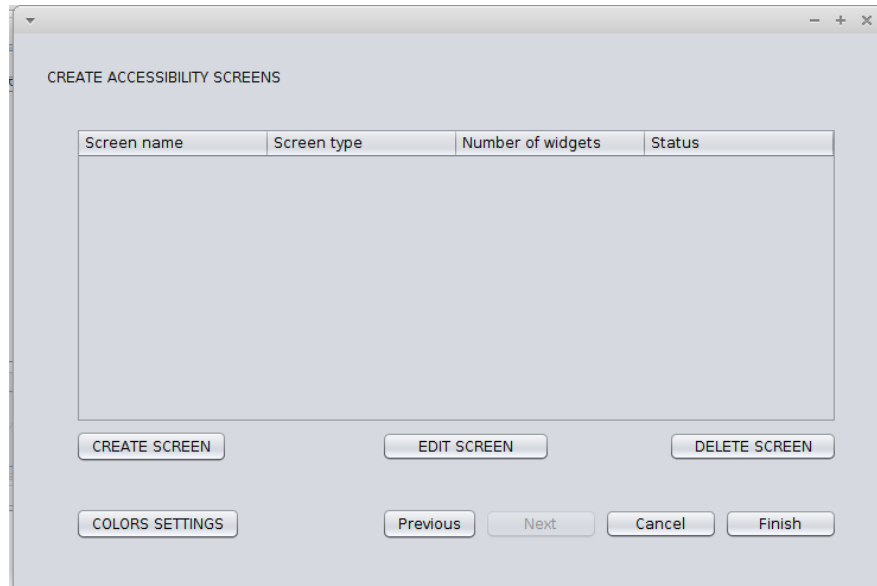 CREATE ACCESSIBILITY SCREENS
Screen name Screen type Number of widgets Status
CREATE SCREEN EDIT SCREEN DELETE SCREEN
COLORS SETTINGS Previous Next Cancel Finish